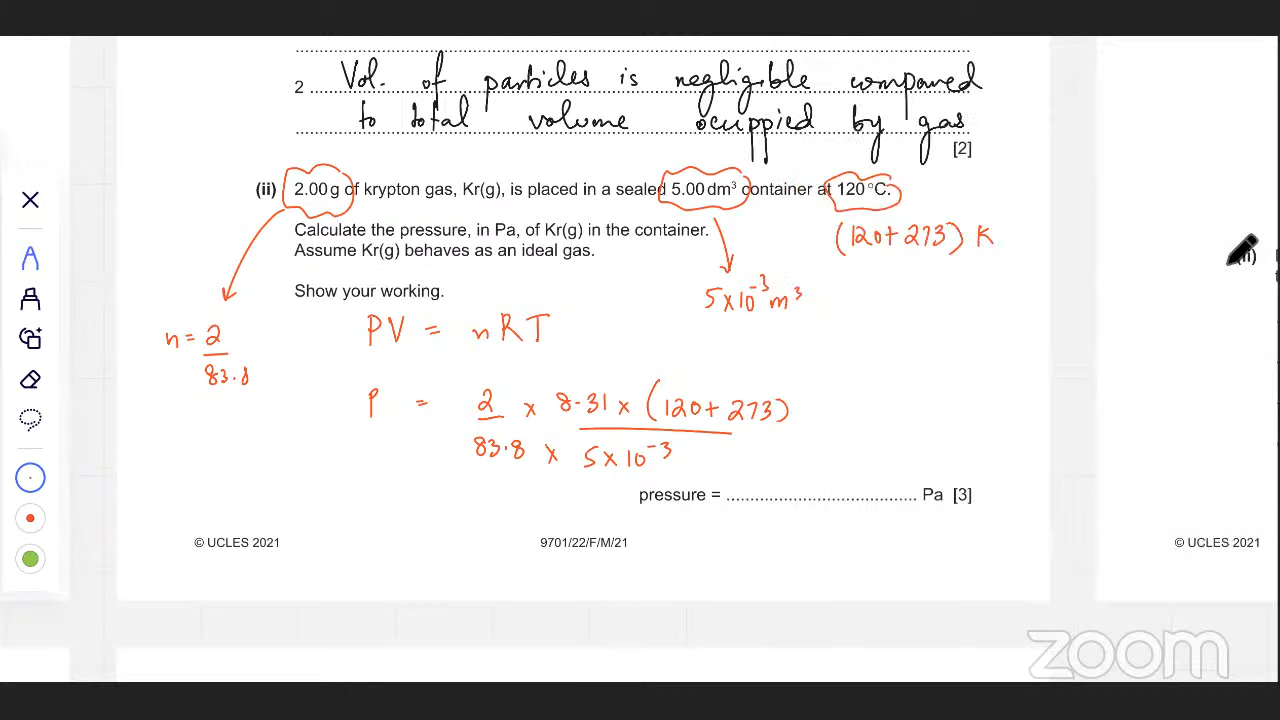 2 Vol. of particles is negligible compared
to total volume occuppied by gas
[2]
(ii) 2.00 g of krypton gas, Kr(g), is placed in a sealed 5.00 dm³ container at 120 °C.
Calculate the pressure, in Pa, of Kr(g) in the container.
(120+273) K
Assume Kr(g) behaves as an ideal gas.
(ii)
Show your working.
5×10⁻³ m³
n = 2
83.8
PV = nRT
P = 2 × 8.31 × (120+273)
83.8 × 5×10⁻³
pressure = ...................................... Pa [3]
© UCLES 2021 9701/22/F/M/21 © UCLES 2021
zoom